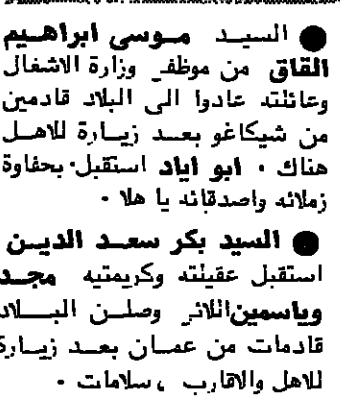 ● السيد موسى ابراهيم
القاق من موظفي وزارة الاشغال
وعائلته عادوا الى البلاد قادمين
من شيكاغو بعد زيارة للاهل
هناك · ابو اياد استقبل بحفاوة
زملائه واصدقائه يا هلا ·
● السيد بكر سعد الدين
استقبل عقيلته وكريمتيه مجد
وياسمين اللاتي وصلن البلاد
قادمات من عمان بعد زيارة
للاهل والاقارب ، سلامات ·